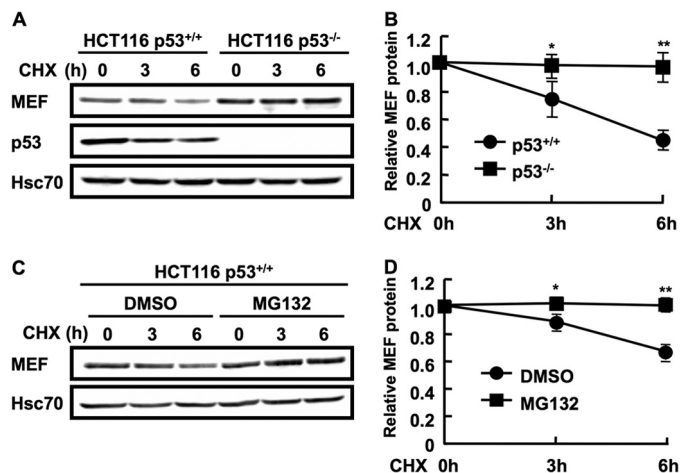 A
HCT116 p53+/+ HCT116 p53-/-
CHX (h) 0 3 6 0 3 6
MEF
p53
Hsc70
B
Relative MEF protein
1.2
1.0
0.8
0.6
0.4
0.2
0
* **
p53+/+
p53-/-
CHX 0h 3h 6h
C
HCT116 p53+/+
DMSO MG132
CHX (h) 0 3 6 0 3 6
MEF
Hsc70
D
Relative MEF protein
1.2
1.0
0.8
0.6
0.4
0.2
0
* **
DMSO
MG132
CHX 0h 3h 6h